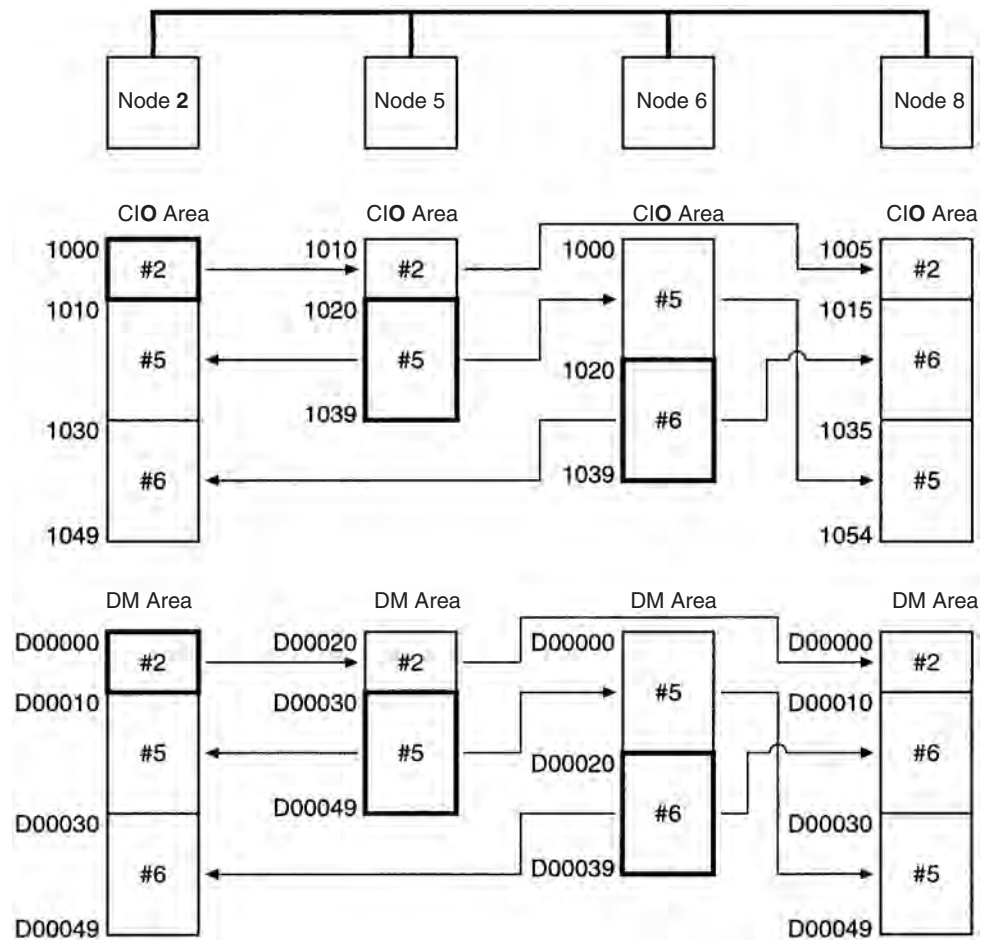 Node 2 Node 5 Node 6 Node 8
CIO Area CIO Area CIO Area CIO Area
1000 1010 1000 1005
#2 #2 #2
1010 1020 1015
#5
#5 #5 1020 #6
1030 1039 1035
#6
#6 1039 #5
1049 1054
DM Area DM Area DM Area DM Area
D00000 D00020 D00000 D00000
#2 #2 #2
D00010 D00030 D00010
#5
#5 #5 D00020 #6
D00030 D00049 D00030
#6
#6 D00039 #5
D00049 D00049